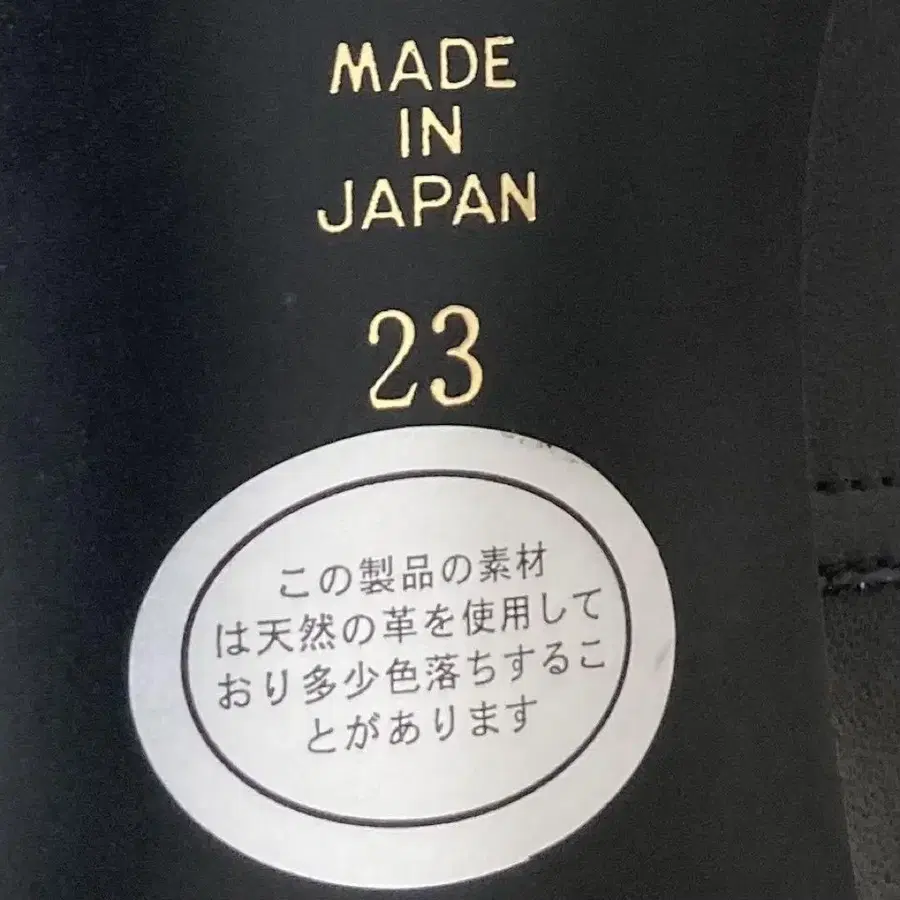 MADE
IN
JAPAN
23
この製品の素材
は天然の革を使用して
おり多少色落ちするこ
とがあります